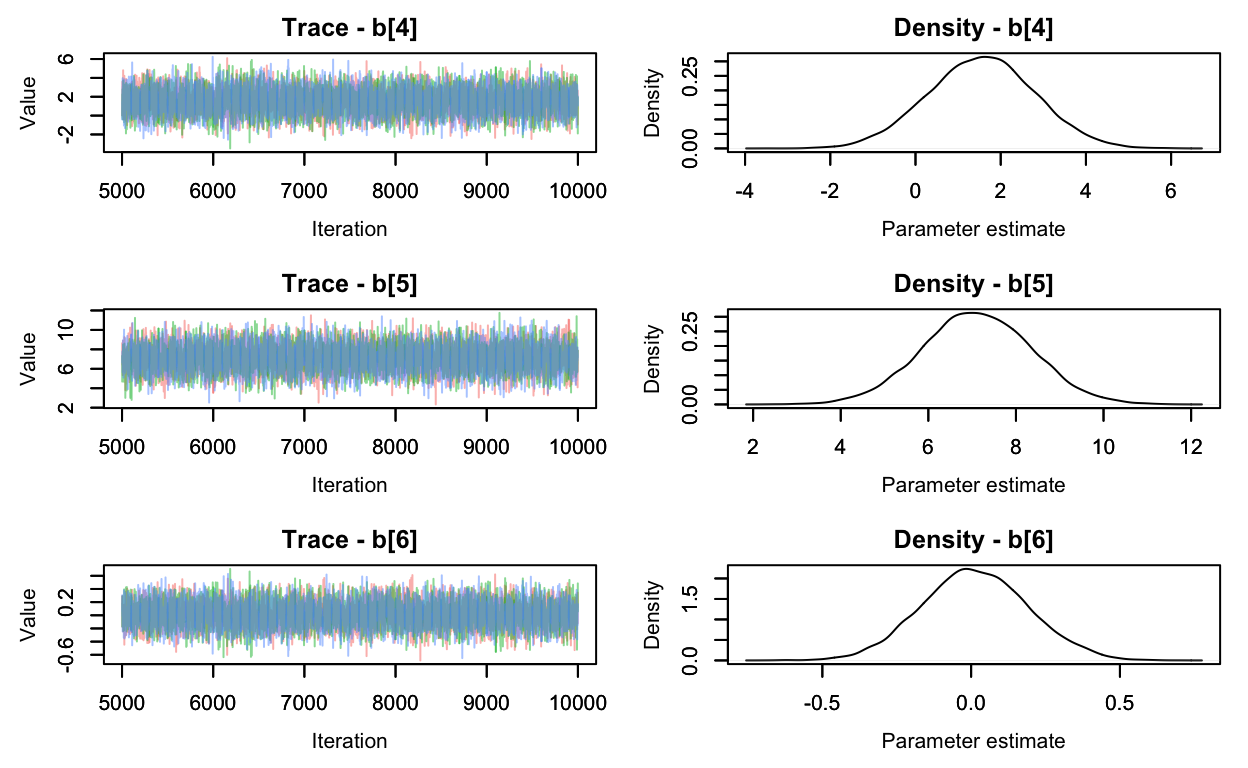 Trace - b[4]
Value
6
2
-2
5000 6000 7000 8000 9000 10000
Iteration
Density - b[4]
Density
0.25
0.00
-4 -2 0 2 4 6
Parameter estimate
Trace - b[5]
Value
10
6
2
5000 6000 7000 8000 9000 10000
Iteration
Density - b[5]
Density
0.25
0.00
2 4 6 8 10 12
Parameter estimate
Trace - b[6]
Value
0.2
-0.6
5000 6000 7000 8000 9000 10000
Iteration
Density - b[6]
Density
1.5
0.0
-0.5 0.0 0.5
Parameter estimate